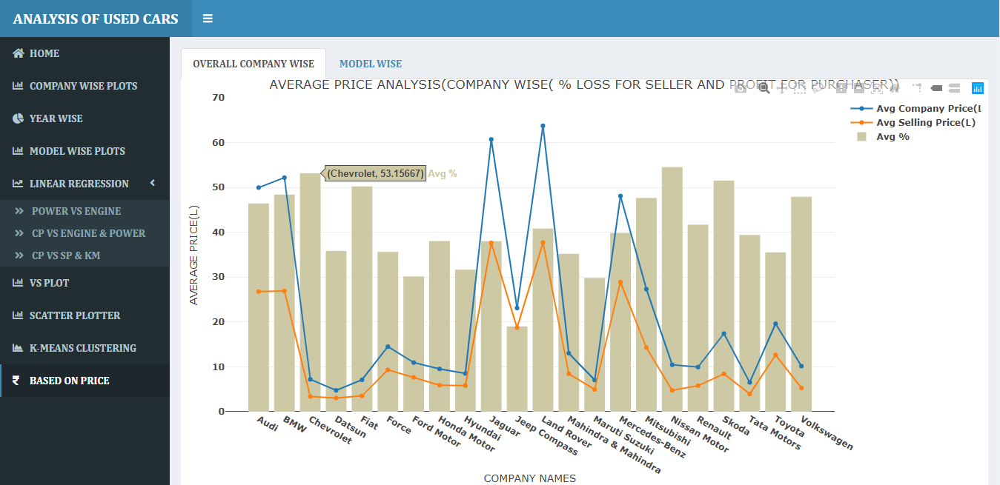 ANALYSIS OF USED CARS
HOME
COMPANY WISE PLOTS
YEAR WISE
MODEL WISE PLOTS
LINEAR REGRESSION
POWER VS ENGINE
CP VS ENGINE & POWER
CP VS SP & KM
VS PLOT
SCATTER PLOTTER
K-MEANS CLUSTERING
BASED ON PRICE
OVERALL COMPANY WISE
MODEL WISE
AVERAGE PRICE ANALYSIS(COMPANY WISE( % LOSS FOR SELLER AND PROFIT FOR PURCHASER))
Avg Company Price(L
Avg Selling Price(L)
Avg %
(Chevrolet, 53.15667) Avg %
AVERAGE PRICE(L)
70
60
50
40
30
20
10
0
Audi
BMW
Chevrolet
Datsun
Fiat
Force
Ford Motor
Honda Motor
Hyundai
Jaguar
Jeep Compass
Land Rover
Mahindra & Mahindra
Maruti Suzuki
Mercedes-Benz
Mitsubishi
Nissan Motor
Renault
Skoda
Tata Motors
Toyota
Volkswagen
COMPANY NAMES